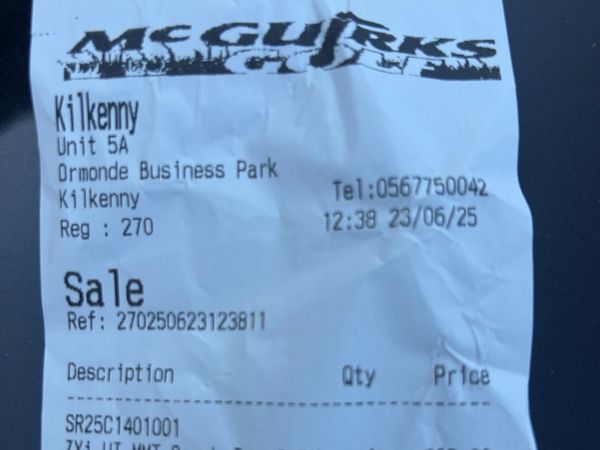 McGUIRKS
GOLF
Kilkenny
Unit 5A
Ormonde Business Park
Kilkenny Tel:0567750042
Reg : 270 12:38 23/06/25
Sale
Ref: 270250623123811
Description Qty Price
SR25C1401001